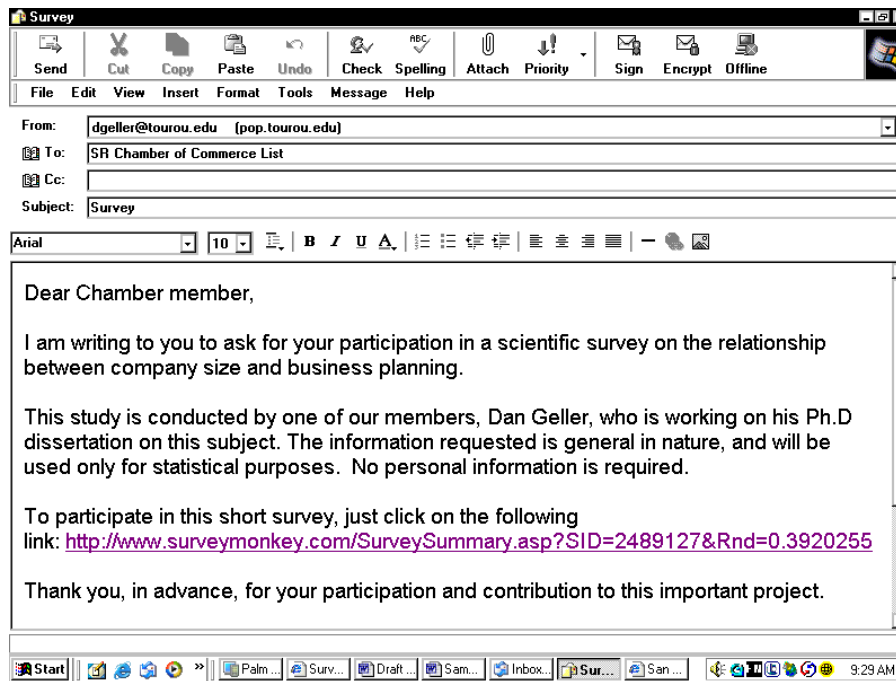 Survey
Send Cut Copy Paste Undo Check Spelling Attach Priority Sign Encrypt Offline
File Edit View Insert Format Tools Message Help
From: dgeller@tourou.edu (pop.tourou.edu)
To: SR Chamber of Commerce List
Cc:
Subject: Survey
Arial 10 B I U A
Dear Chamber member,
I am writing to you to ask for your participation in a scientific survey on the relationship
between company size and business planning.
This study is conducted by one of our members, Dan Geller, who is working on his Ph.D
dissertation on this subject. The information requested is general in nature, and will be
used only for statistical purposes. No personal information is required.
To participate in this short survey, just click on the following
link: http://www.surveymonkey.com/SurveySummary.asp?SID=2489127&Rnd=0.3920255
Thank you, in advance, for your participation and contribution to this important project.
Start Palm ... Surv... Draft ... Sam... Inbox... Sur... San ... 9:29 AM